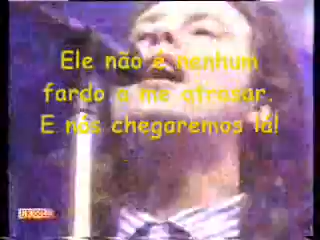 Ele não é nenhum
fardo a me atrasar.
E nós chegaremos lá!